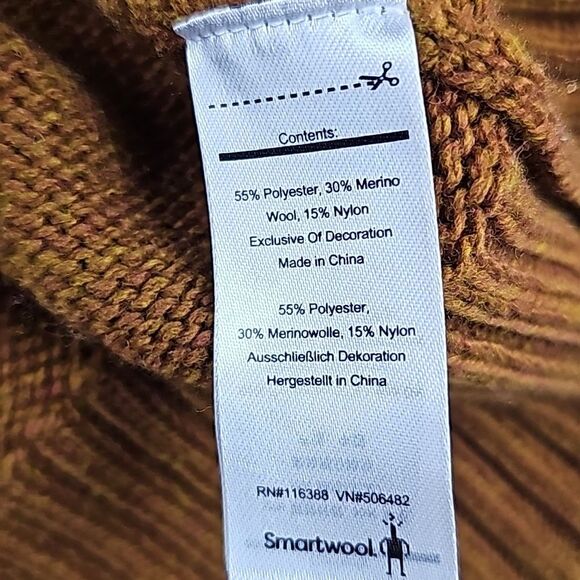 Contents:
55% Polyester, 30% Merino
Wool, 15% Nylon
Exclusive Of Decoration
Made in China
55% Polyester,
30% Merinowolle, 15% Nylon
Ausschließlich Dekoration
Hergestellt in China
RN#116388 VN#506482
Smartwool